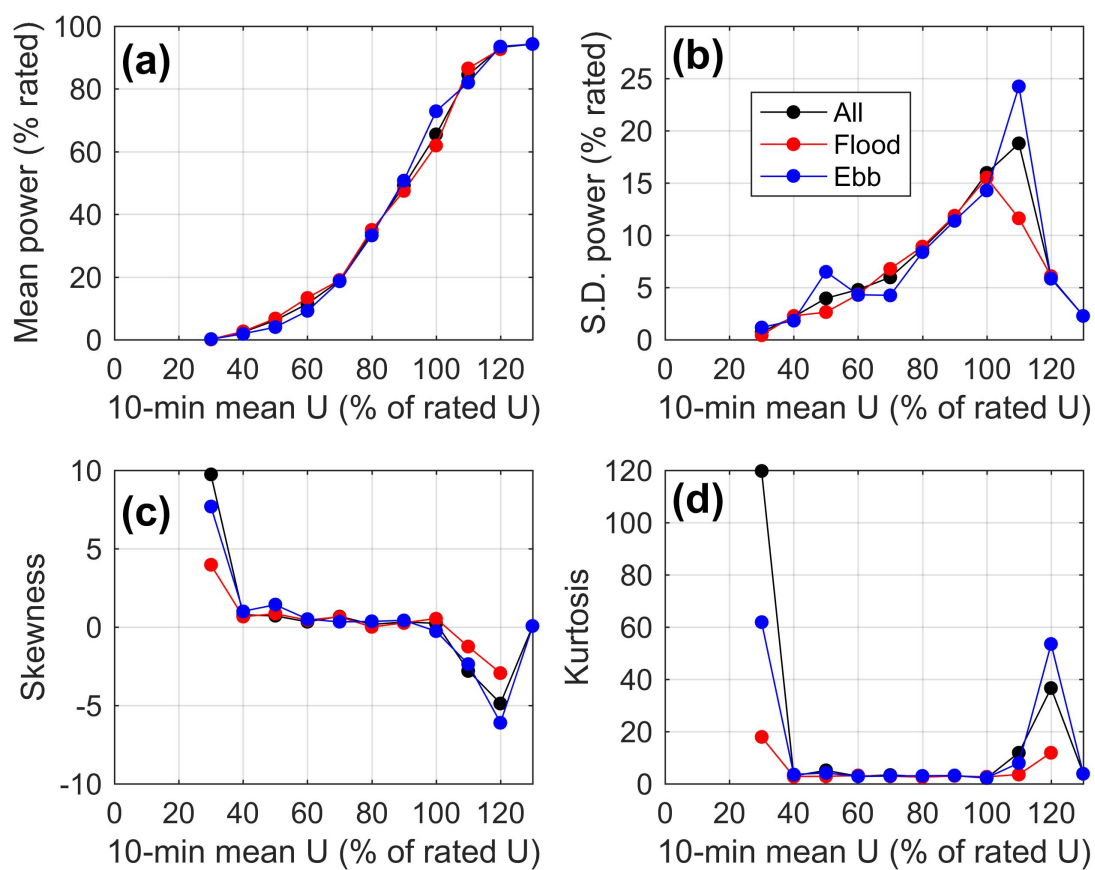 (a)
100
80
60
40
20
0
Mean power (% rated)
0 20 40 60 80 100 120
10-min mean U (% of rated U)
(b)
25
20
15
10
5
0
S.D. power (% rated)
All
Flood
Ebb
0 20 40 60 80 100 120
10-min mean U (% of rated U)
(c)
10
5
0
-5
-10
Skewness
0 20 40 60 80 100 120
10-min mean U (% of rated U)
(d)
120
100
80
60
40
20
0
Kurtosis
0 20 40 60 80 100 120
10-min mean U (% of rated U)